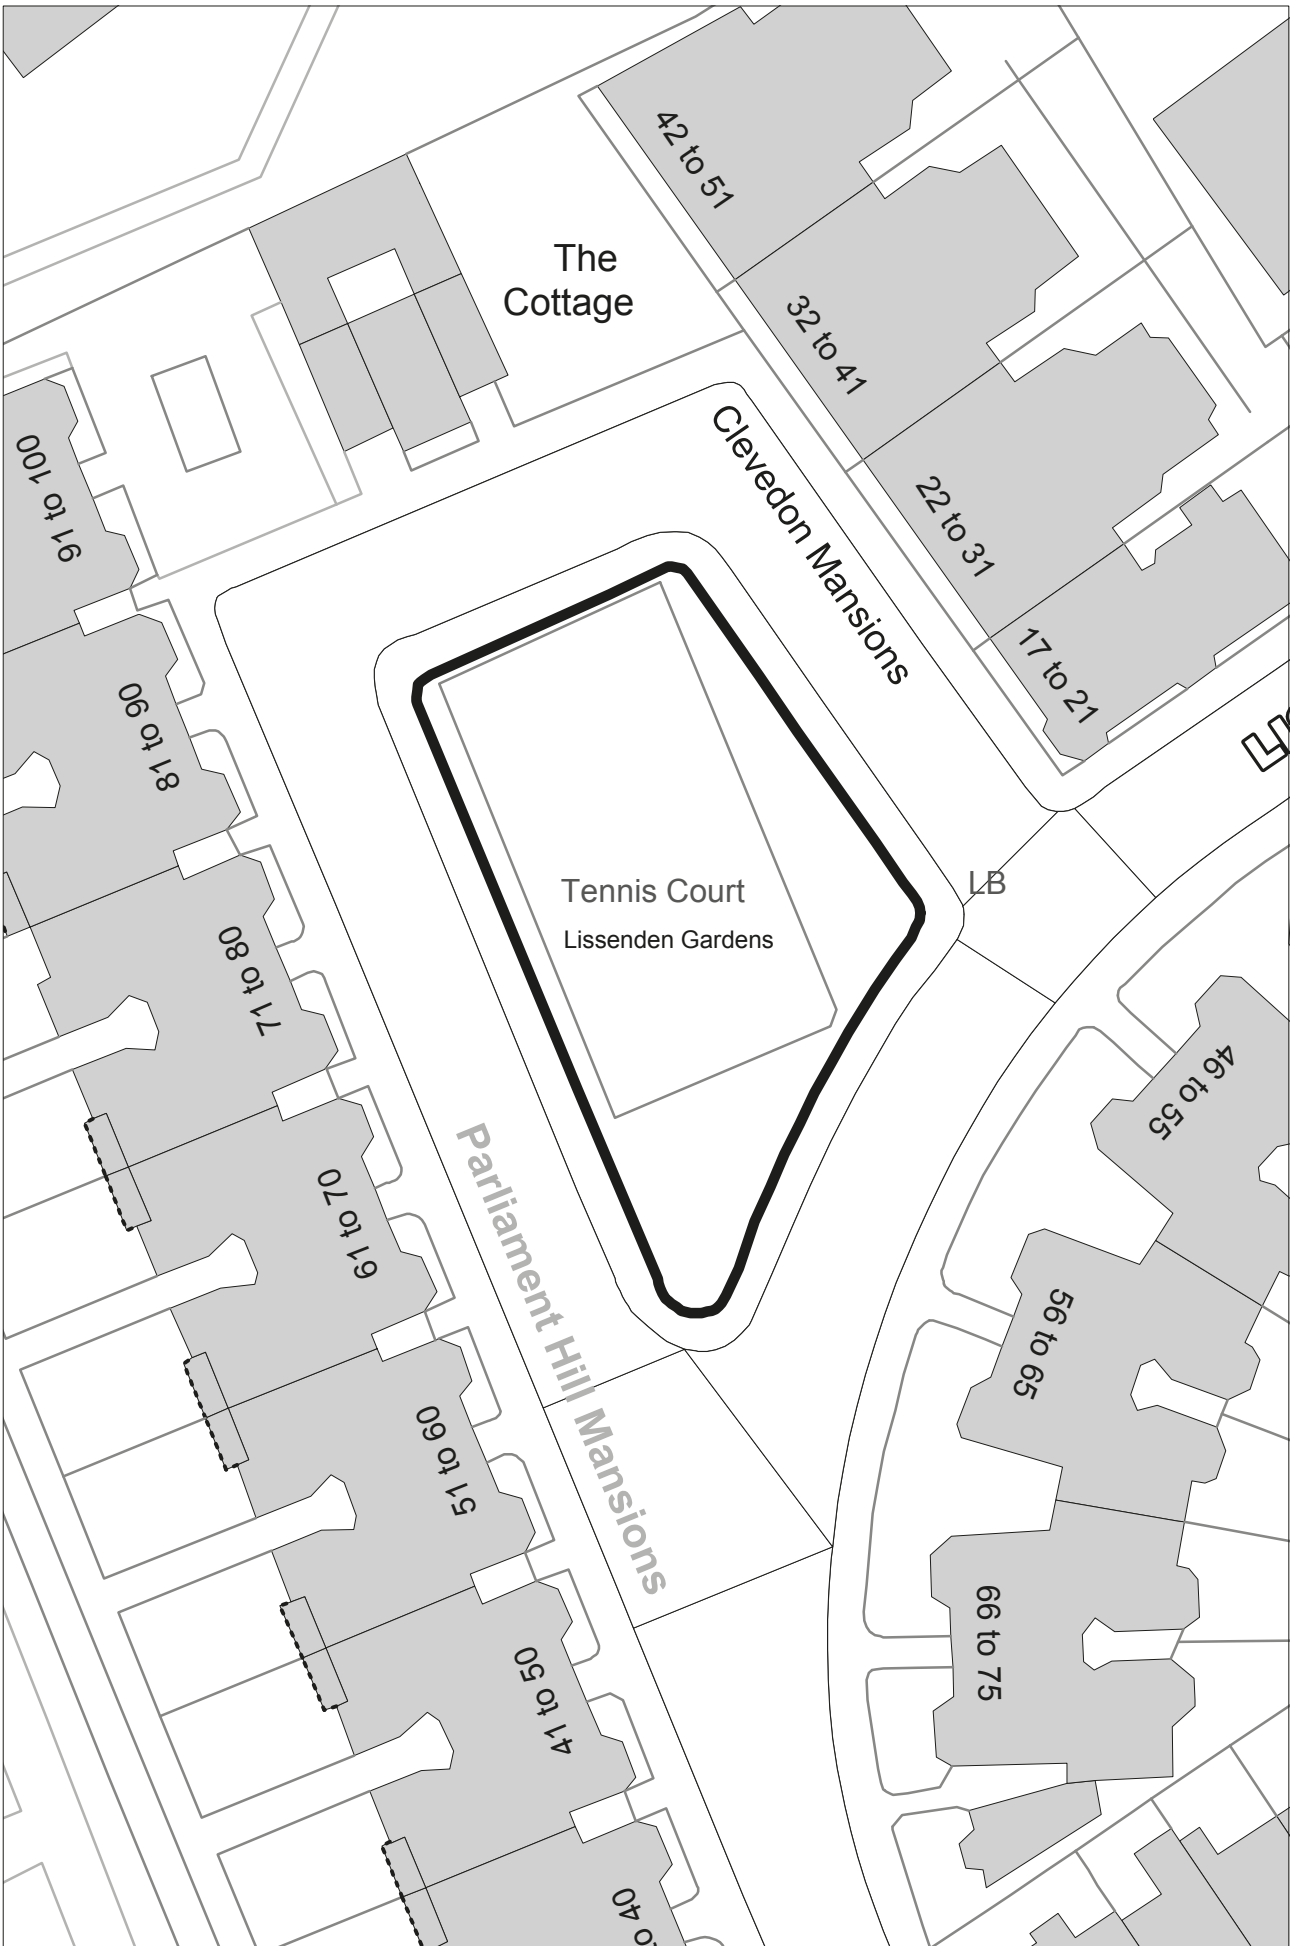 42 to 51
The
Cottage
32 to 41
Clevedon Mansions
91 to 100
22 to 31
17 to 21
81 to 90
LB
Tennis Court
Lissenden Gardens
71 to 80
46 to 55
Parliament Hill Mansions
61 to 70
56 to 65
51 to 60
66 to 75
41 to 50
to 40